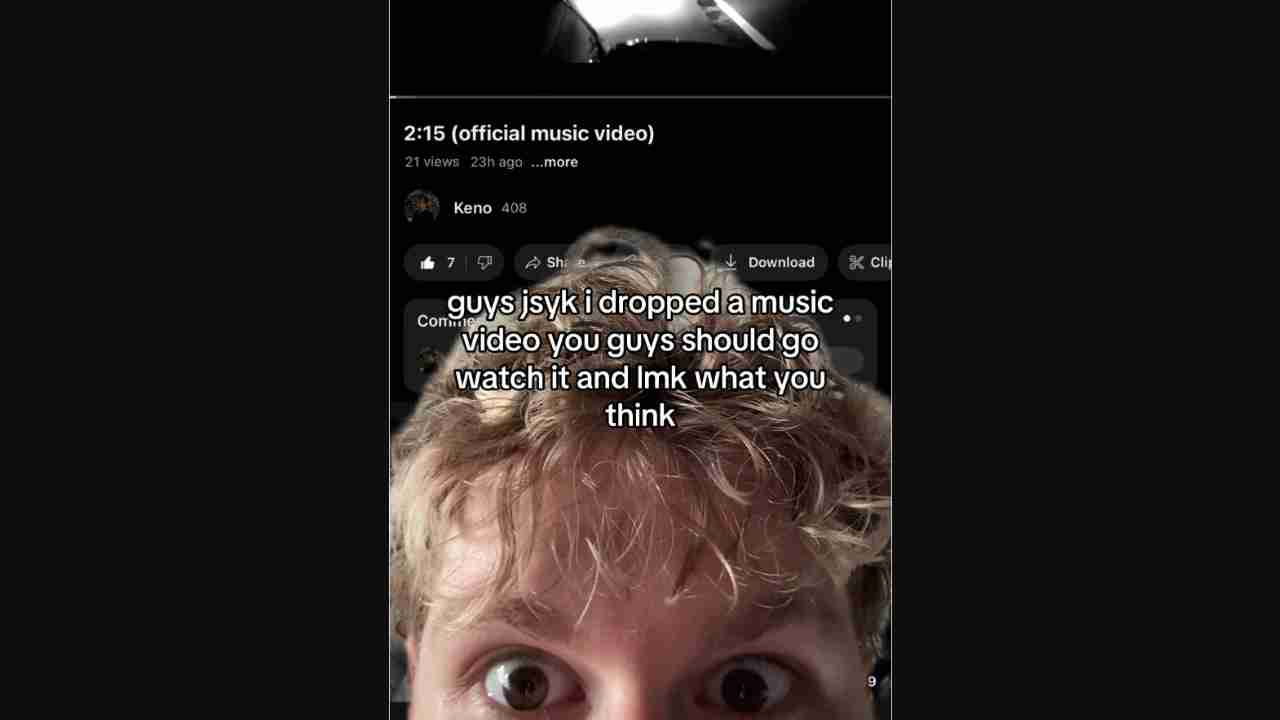 2:15 (official music video)
21 views 23h ago ...more
Keno 408
7 Download
guys jsyk i dropped a music
video you guys should go
watch it and lmk what you
think
9